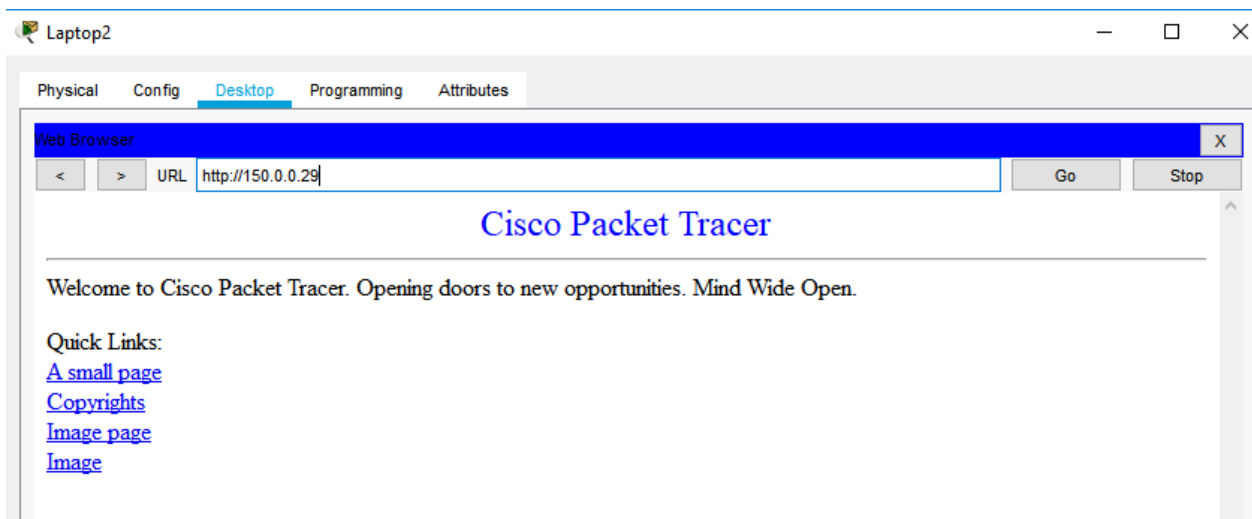 Laptop2
Physical Config Desktop Programming Attributes
Web Browser X
< > URL http://150.0.0.29 Go Stop
Cisco Packet Tracer
Welcome to Cisco Packet Tracer. Opening doors to new opportunities. Mind Wide Open.
Quick Links:
A small page
Copyrights
Image page
Image